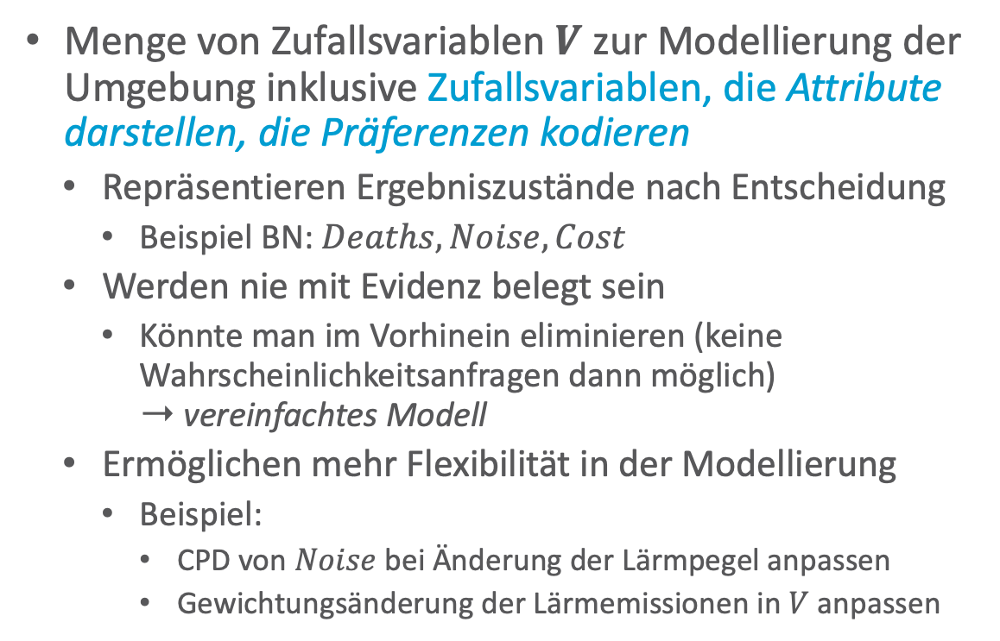 • Menge von Zufallsvariablen 𝑽 zur Modellierung der
Umgebung inklusive Zufallsvariablen, die Attribute
darstellen, die Präferenzen kodieren
• Repräsentieren Ergebniszustände nach Entscheidung
• Beispiel BN: 𝐷𝑒𝑎𝑡ℎ𝑠, 𝑁𝑜𝑖𝑠𝑒, 𝐶𝑜𝑠𝑡
• Werden nie mit Evidenz belegt sein
• Könnte man im Vorhinein eliminieren (keine
Wahrscheinlichkeitsanfragen dann möglich)
→ vereinfachtes Modell
• Ermöglichen mehr Flexibilität in der Modellierung
• Beispiel:
• CPD von 𝑁𝑜𝑖𝑠𝑒 bei Änderung der Lärmpegel anpassen
• Gewichtungsänderung der Lärmemissionen in 𝑉 anpassen